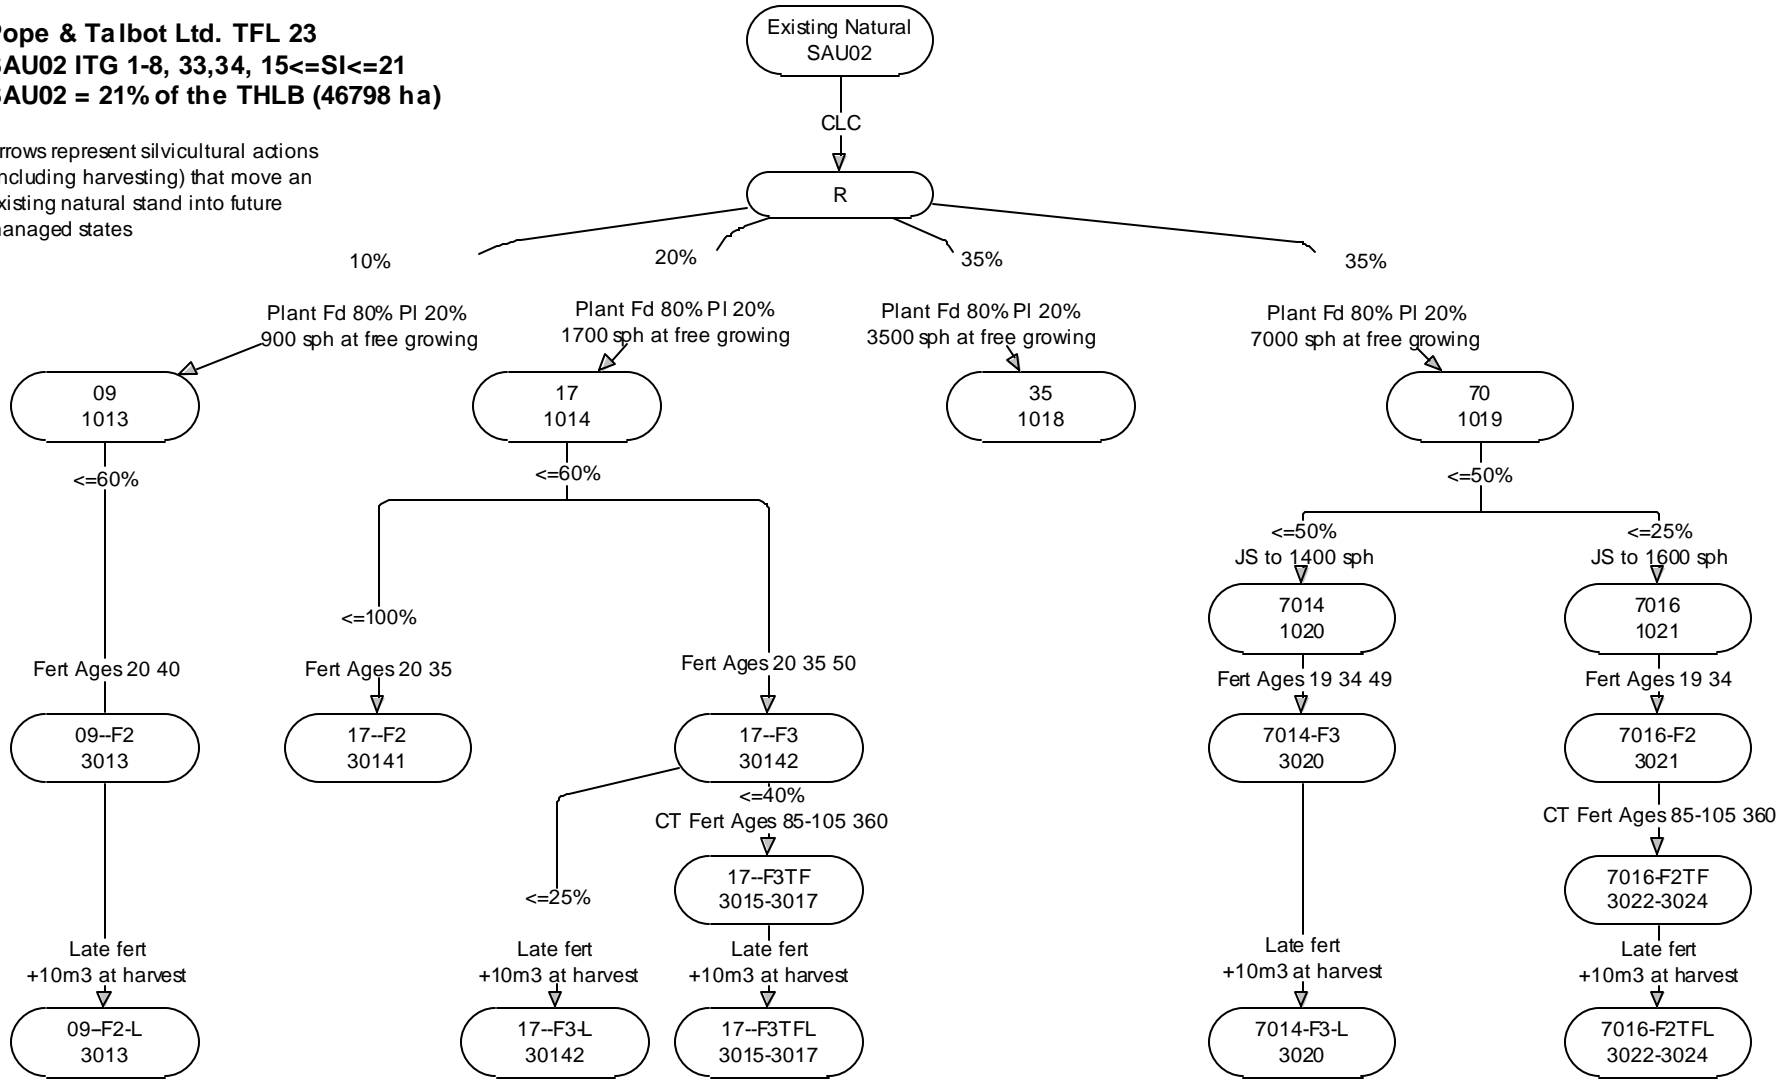 ope & Talbot Ltd. TFL 23
AU02 ITG 1-8, 33,34, 15<=SI<=21
AU02 = 21% of the THLB (46798 ha)
rrows represent silvicultural actions
ncluding harvesting) that move an
xisting natural stand into future
anaged states
Existing Natural
SAU02
CLC
R
10%
20%
35%
35%
Plant Fd 80% Pl 20%
900 sph at free growing
Plant Fd 80% Pl 20%
1700 sph at free growing
Plant Fd 80% Pl 20%
3500 sph at free growing
Plant Fd 80% Pl 20%
7000 sph at free growing
09
1013
17
1014
35
1018
70
1019
<=60%
<=60%
<=50%
<=50%
JS to 1400 sph
<=25%
JS to 1600 sph
7014
1020
7016
1021
<=100%
Fert Ages 20 40
Fert Ages 20 35
Fert Ages 20 35 50
Fert Ages 19 34 49
Fert Ages 19 34
09--F2
3013
17--F2
30141
17--F3
30142
7014-F3
3020
7016-F2
3021
<=40%
CT Fert Ages 85-105 360
CT Fert Ages 85-105 360
17--F3TF
3015-3017
7016-F2TF
3022-3024
<=25%
Late fert
+10m3 at harvest
Late fert
+10m3 at harvest
Late fert
+10m3 at harvest
Late fert
+10m3 at harvest
Late fert
+10m3 at harvest
09--F2-L
3013
17--F3-L
30142
17--F3TFL
3015-3017
7014-F3-L
3020
7016-F2TFL
3022-3024